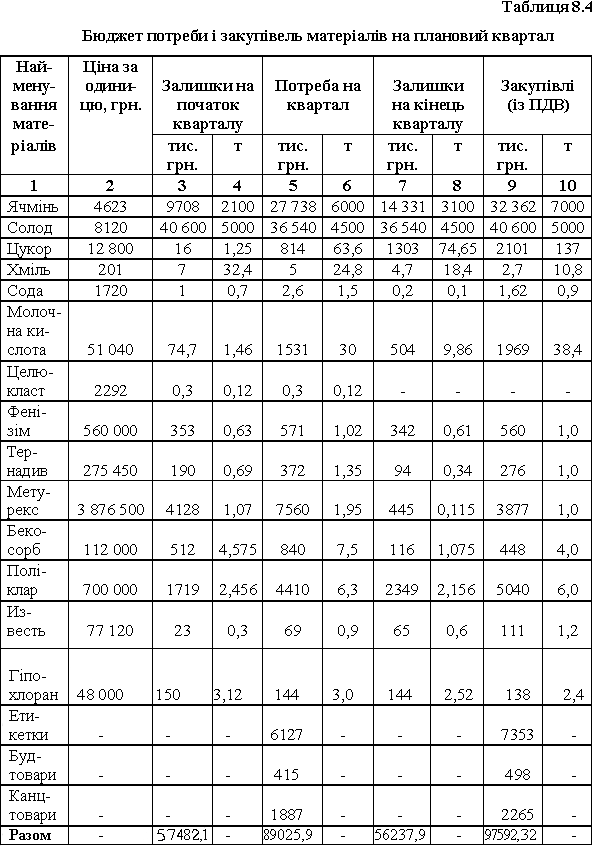 Таблиця 8.4
Бюджет потреби і закупівель матеріалів на плановий квартал
Най-
мену-
вання
мате-
ріалів
Ціна за
одини-
цю, грн.
Залишки на
початок
кварталу
Потреба на
квартал
Залишки
на кінець
кварталу
Закупівлі
(із ПДВ)
тис.
грн.
т
тис.
грн.
т
тис.
грн.
т
тис.
грн.
т
1 2 3 4 5 6 7 8 9 10
Ячмінь 4623 9708 2100 27 738 6000 14 331 3100 32 362 7000
Солод 8120 40 600 5000 36 540 4500 36 540 4500 40 600 5000
Цукор 12 800 16 1,25 814 63,6 1303 74,65 2101 137
Хміль 201 7 32,4 5 24,8 4,7 18,4 2,7 10,8
Сода 1720 1 0,7 2,6 1,5 0,2 0,1 1,62 0,9
Молоч-
на ки-
слота 51 040 74,7 1,46 1531 30 504 9,86 1969 38,4
Целю-
класт 2292 0,3 0,12 0,3 0,12 - - - -
Фені-
зім 560 000 353 0,63 571 1,02 342 0,61 560 1,0
Тер-
надив 275 450 190 0,69 372 1,35 94 0,34 276 1,0
Мету-
рекс 3 876 500 4128 1,07 7560 1,95 445 0,115 3877 1,0
Беко-
сорб 112 000 512 4,575 840 7,5 116 1,075 448 4,0
Полі-
клар 700 000 1719 2,456 4410 6,3 2349 2,156 5040 6,0
Из-
весть 77 120 23 0,3 69 0,9 65 0,6 111 1,2
Гіпо-
хлоран 48 000 150 3,12 144 3,0 144 2,52 138 2,4
Ети-
кетки - - - 6127 - - - 7353 -
Буд-
товари - - - 415 - - - 498 -
Канц-
товари - - - 1887 - - - 2265 -
Разом - 57482,1 - 89025,9 - 56237,9 - 97592,32 -